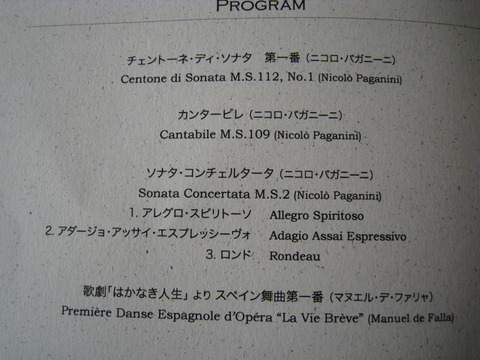 PROGRAM
チェントーネ・ディ・ソナタ 第一番 (ニコロ・パガニーニ)
Centone di Sonata M.S.112, No.1 (Nicolò Paganini)
カンタービレ (ニコロ・パガニーニ)
Cantabile M.S.109 (Nicolò Paganini)
ソナタ・コンチェルタータ (ニコロ・パガニーニ)
Sonata Concertata M.S.2 (Nicolò Paganini)
1. アレグロ・スピリトーソ Allegro Spiritoso
2. アダージョ・アッサイ・エスプレッシーヴォ Adagio Assai Espressivo
3. ロンド Rondeau
歌劇「はかなき人生」より スペイン舞曲第一番 (マヌエル・デ・ファリャ)
Première Danse Espagnole d'Opéra "La Vie Brève" (Manuel de Falla)